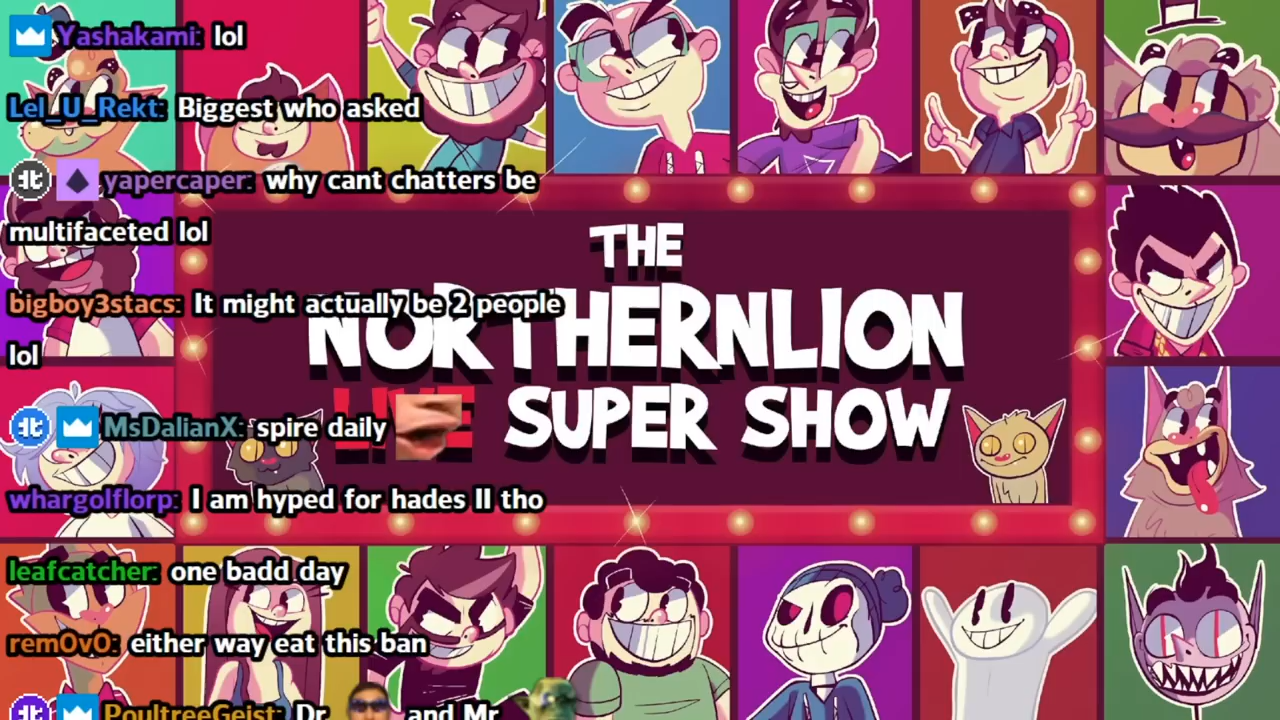 Yashakami: lol
Lel_U_Rekt: Biggest who asked
yapercaper: why cant chatters be
multifaceted lol
bigboy3stacs: It might actually be 2 people
lol
MsDalianX: spire daily
whargolflorp: I am hyped for hades II tho
leafcatcher: one badd day
remOvO: either way eat this ban
PoultreeGeist: Dr and Mr
THE
NORTHERNLION
LIVE SUPER SHOW